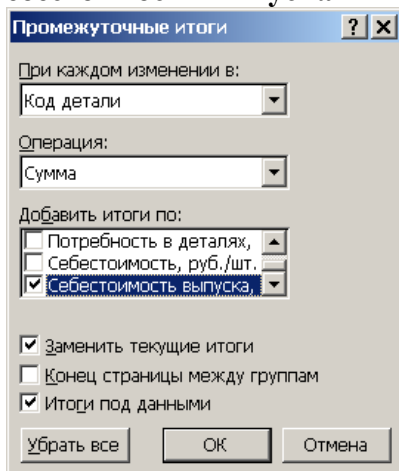 Промежуточные итоги
При каждом изменении в:
Код детали
Операция:
Сумма
Добавить итоги по:
Потребность в деталях,
Себестоимость, руб./шт.
Себестоимость выпуска,
Заменить текущие итоги
Конец страницы между группам
Итоги под данными
Убрать все
ОК
Отмена